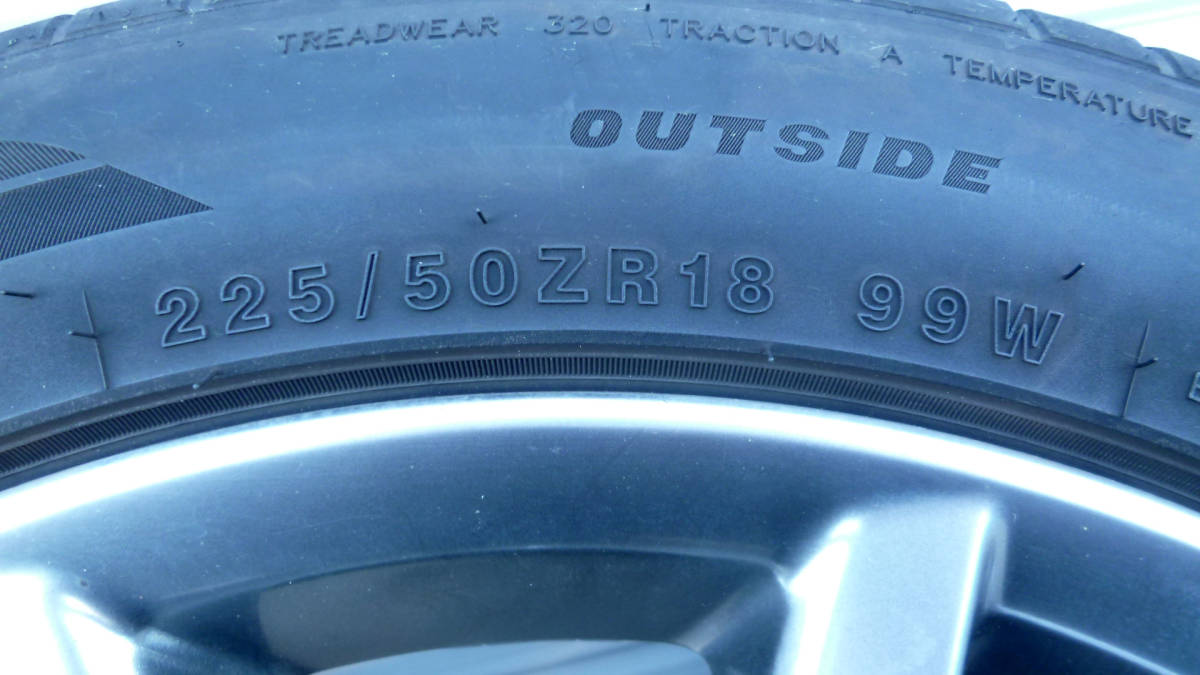 TREADWEAR 320 TRACTION A TEMPERATURE
OUTSIDE
225/50ZR18 99W